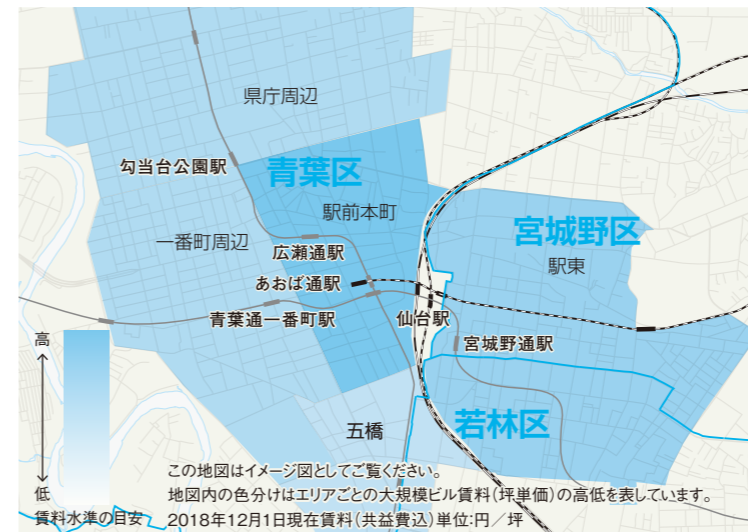 県庁周辺
勾当台公園駅
青葉区
駅前本町
宮城野区
一番町周辺
広瀬通駅
駅東
あおば通駅
青葉通一番町駅
仙台駅
宮城野通駅
高
若林区
五橋
低
賃料水準の目安
この地図はイメージ図としてご覧ください。
地図内の色分けはエリアごとの大規模ビル賃料(坪単価)の高低を表しています。
2018年12月1日現在賃料(共益費込)単位:円／坪